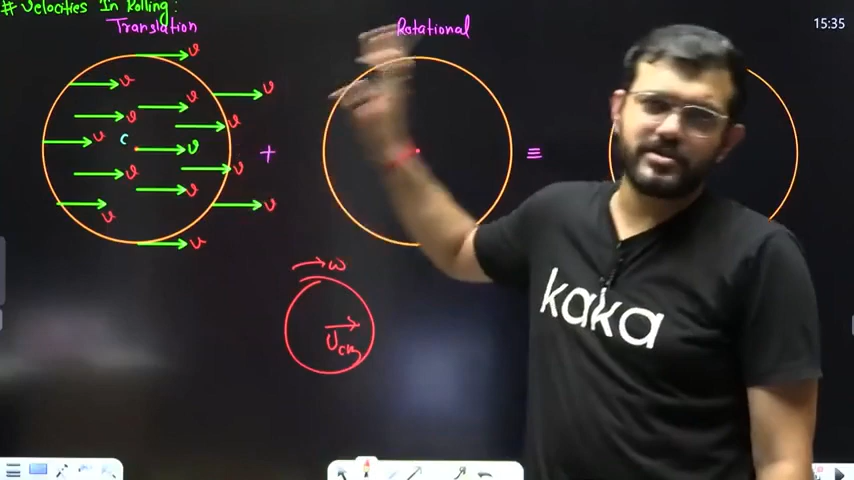 # Velocities In Rolling:
Translation
Rotational
15:35
v
v
v
v
v
v
v
v
c
v
v
v
v
v
v
v
+
≡
ω
v_cm
kaka